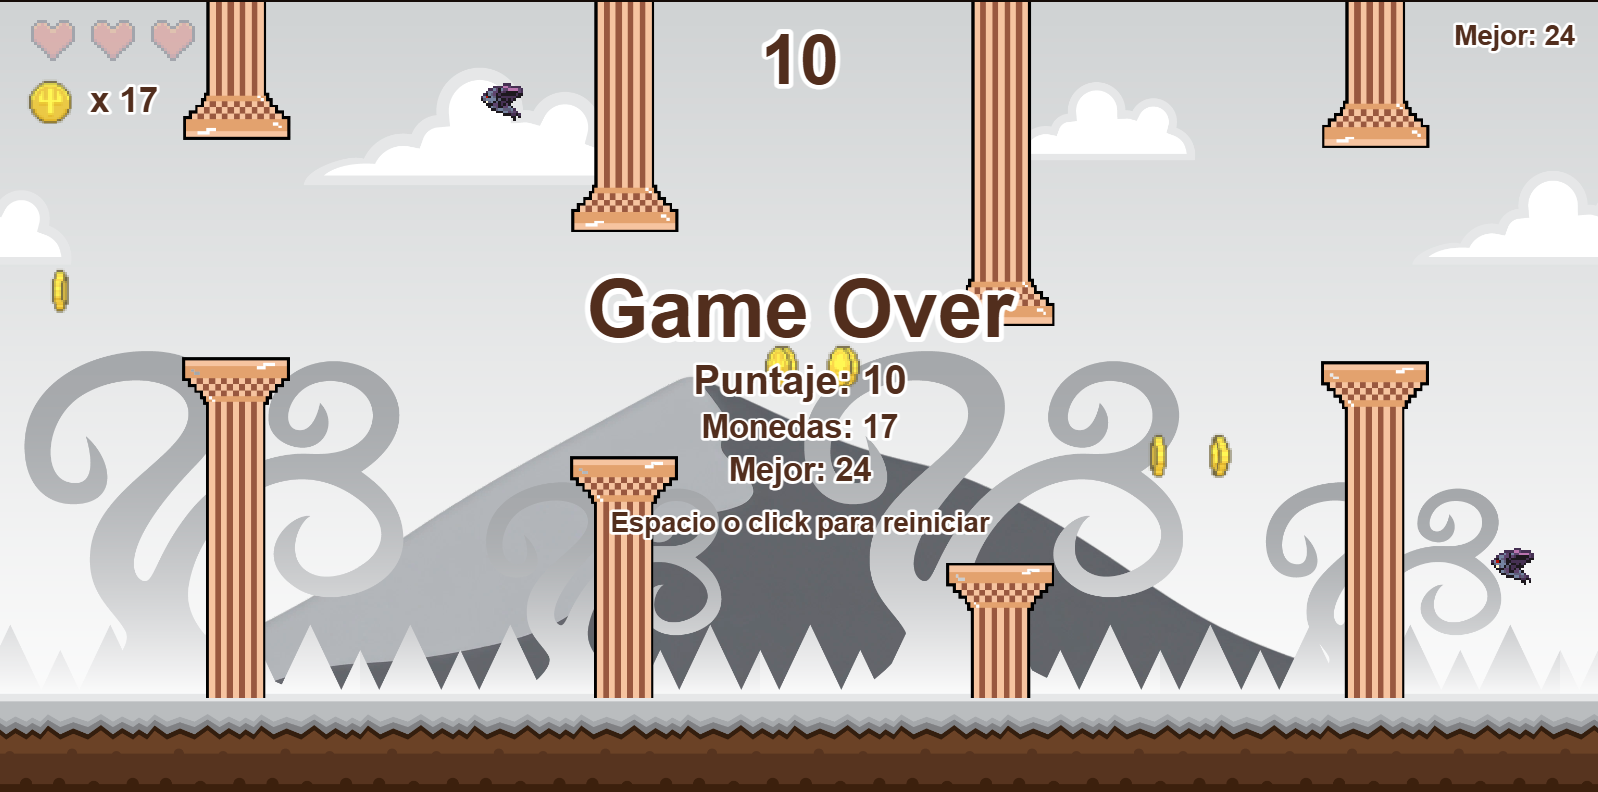 10
Mejor: 24
x 17
Game Over
Puntaje: 10
Monedas: 17
Mejor: 24
Espacio o click para reiniciar